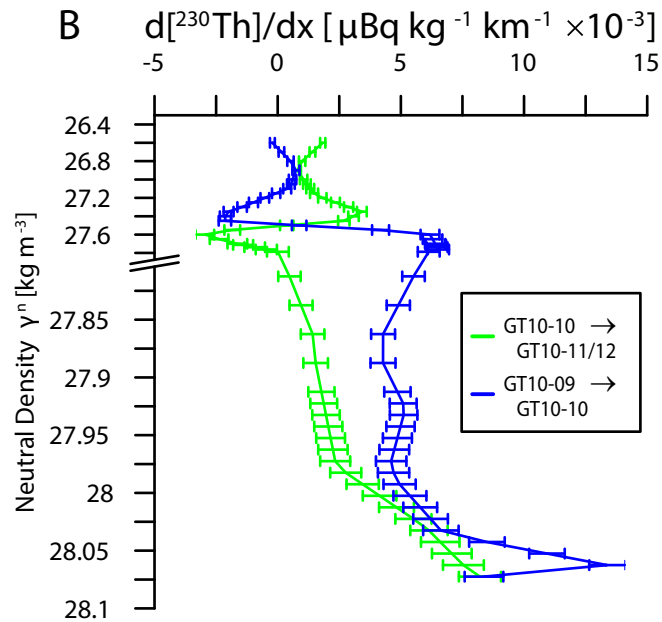 B d[²³⁰Th]/dx [ µBq kg ⁻¹ km⁻¹ ×10⁻³]
-5 0 5 10 15
26.4
26.8
27.2
27.6
27.85
27.9
27.95
28
28.05
28.1
Neutral Density γⁿ [kg m⁻³]
GT10-10 →
GT10-11/12
GT10-09 →
GT10-10